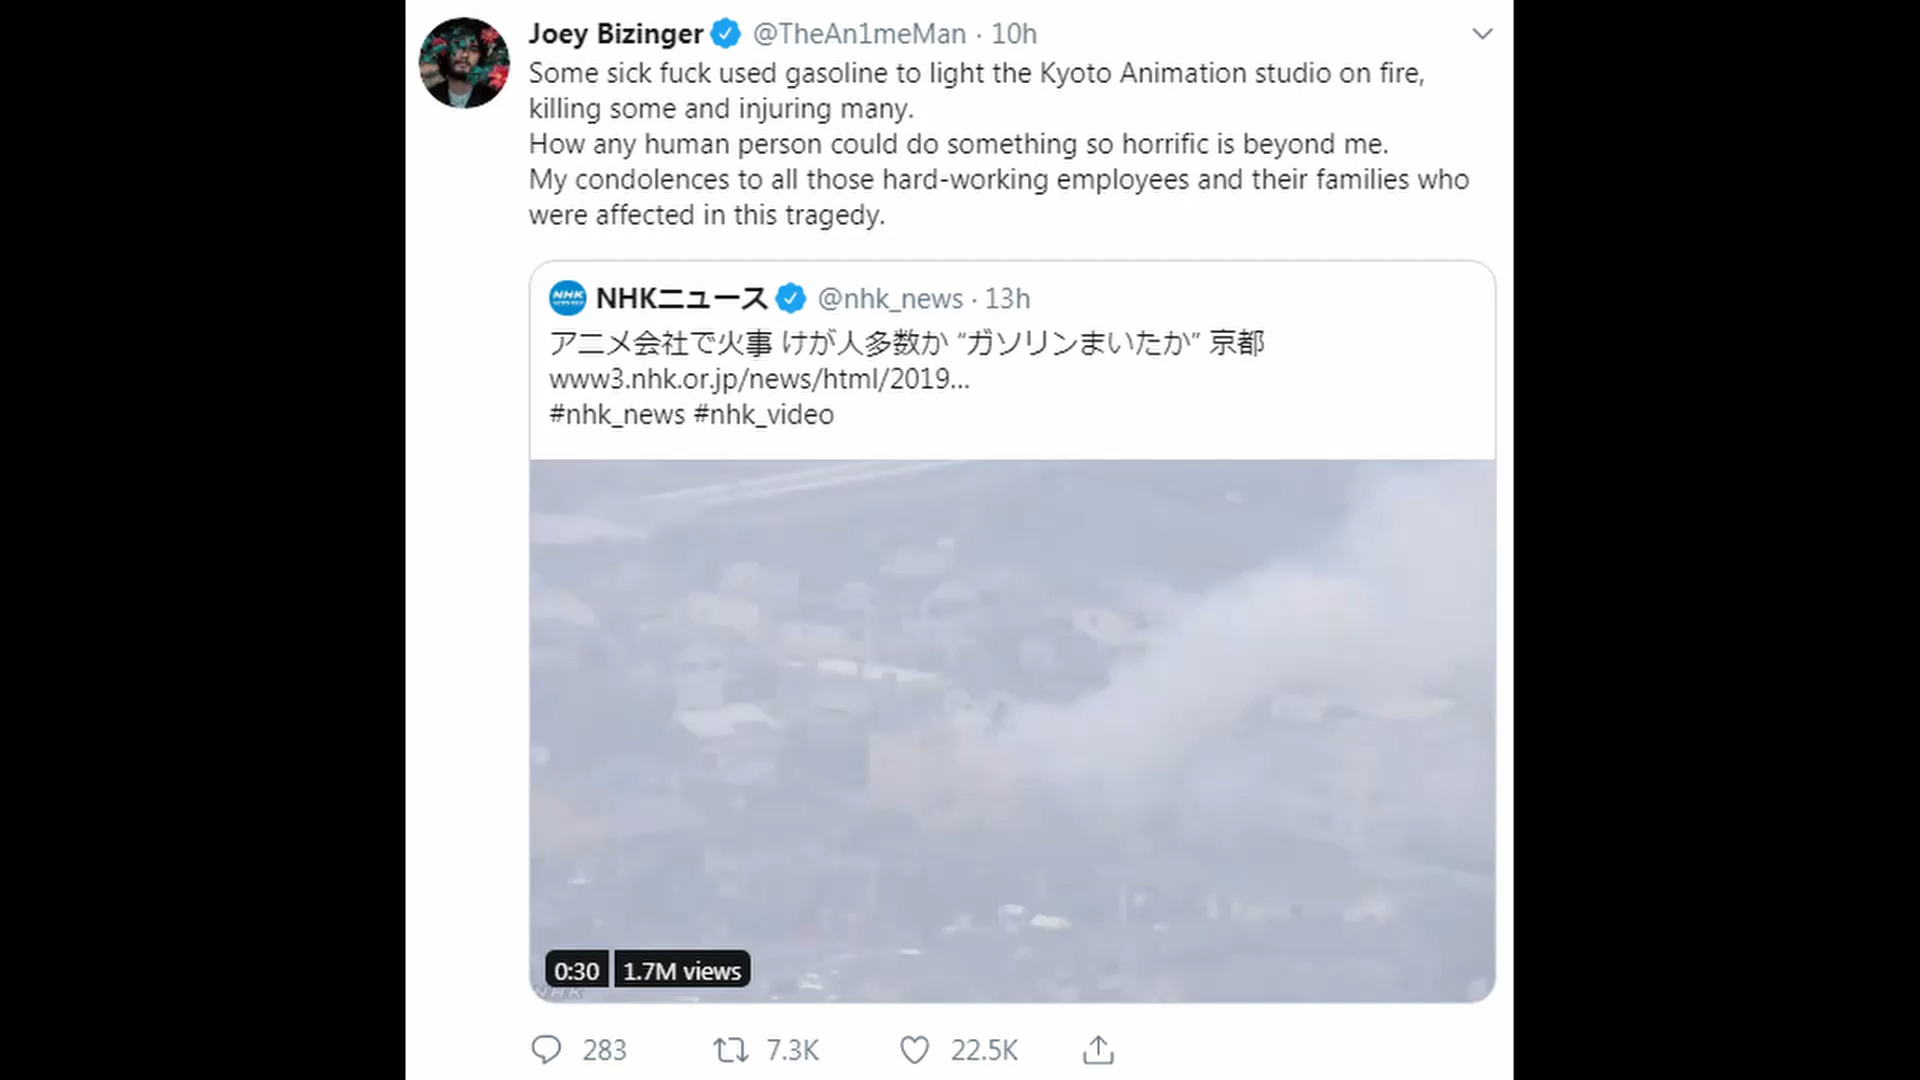 Joey Bizinger @TheAn1meMan · 10h
Some sick fuck used gasoline to light the Kyoto Animation studio on fire,
killing some and injuring many.
How any human person could do something so horrific is beyond me.
My condolences to all those hard-working employees and their families who
were affected in this tragedy.
NHK
NHKニュース @nhk_news · 13h
アニメ会社で火事 けが人多数か “ガソリンまいたか” 京都
www3.nhk.or.jp/news/html/2019…
#nhk_news #nhk_video
0:30 1.7M views
NHK
283 7.3K 22.5K